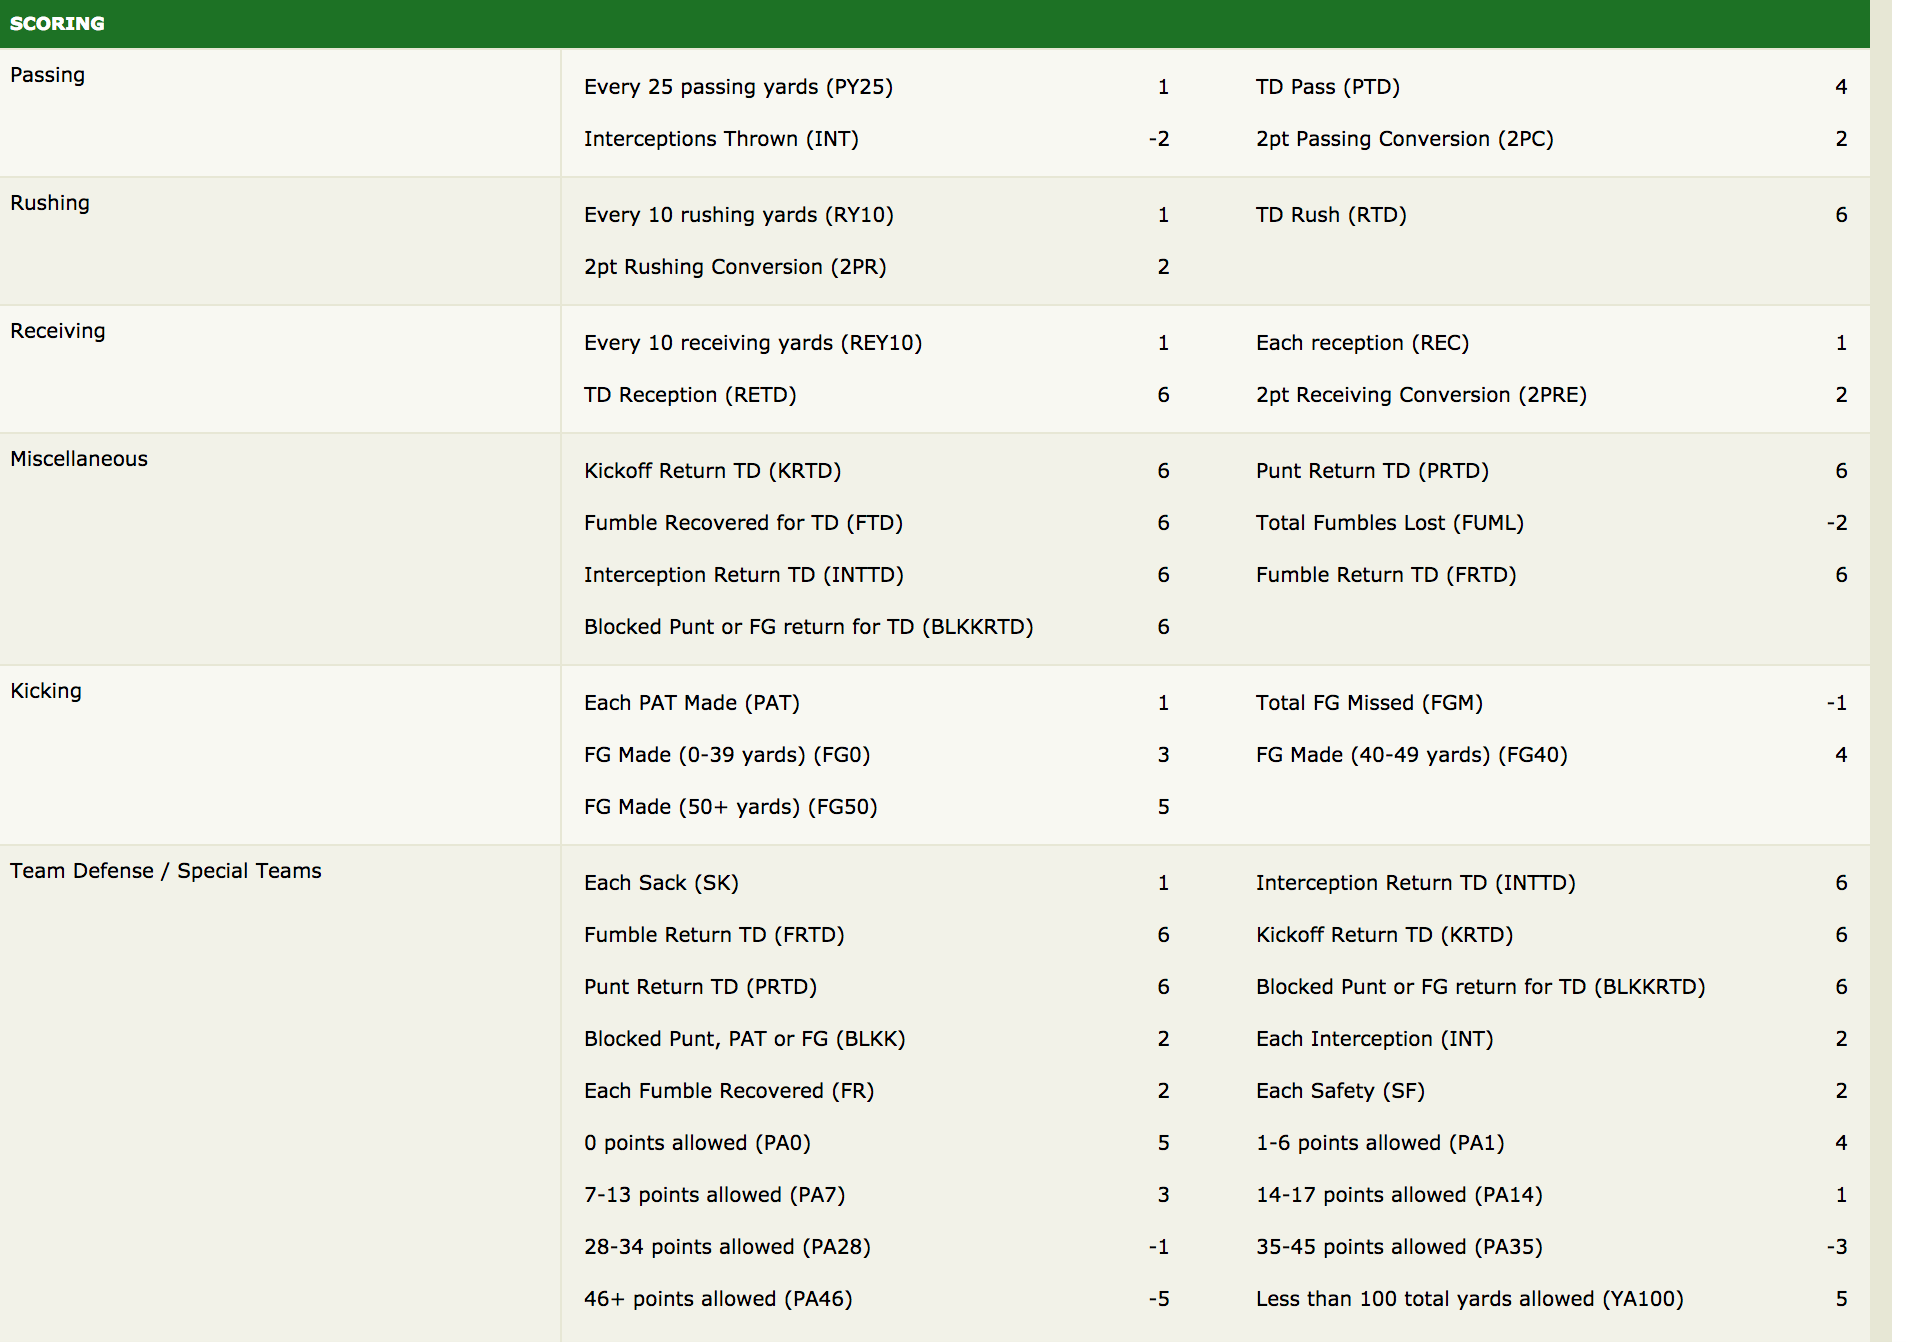 SCORING
Passing
Every 25 passing yards (PY25) 1 TD Pass (PTD) 4
Interceptions Thrown (INT) -2 2pt Passing Conversion (2PC) 2
Rushing
Every 10 rushing yards (RY10) 1 TD Rush (RTD) 6
2pt Rushing Conversion (2PR) 2
Receiving
Every 10 receiving yards (REY10) 1 Each reception (REC) 1
TD Reception (RETD) 6 2pt Receiving Conversion (2PRE) 2
Miscellaneous
Kickoff Return TD (KRTD) 6 Punt Return TD (PRTD) 6
Fumble Recovered for TD (FTD) 6 Total Fumbles Lost (FUML) -2
Interception Return TD (INTTD) 6 Fumble Return TD (FRTD) 6
Blocked Punt or FG return for TD (BLKKRTD) 6
Kicking
Each PAT Made (PAT) 1 Total FG Missed (FGM) -1
FG Made (0-39 yards) (FG0) 3 FG Made (40-49 yards) (FG40) 4
FG Made (50+ yards) (FG50) 5
Team Defense / Special Teams
Each Sack (SK) 1 Interception Return TD (INTTD) 6
Fumble Return TD (FRTD) 6 Kickoff Return TD (KRTD) 6
Punt Return TD (PRTD) 6 Blocked Punt or FG return for TD (BLKKRTD) 6
Blocked Punt, PAT or FG (BLKK) 2 Each Interception (INT) 2
Each Fumble Recovered (FR) 2 Each Safety (SF) 2
0 points allowed (PA0) 5 1-6 points allowed (PA1) 4
7-13 points allowed (PA7) 3 14-17 points allowed (PA14) 1
28-34 points allowed (PA28) -1 35-45 points allowed (PA35) -3
46+ points allowed (PA46) -5 Less than 100 total yards allowed (YA100) 5